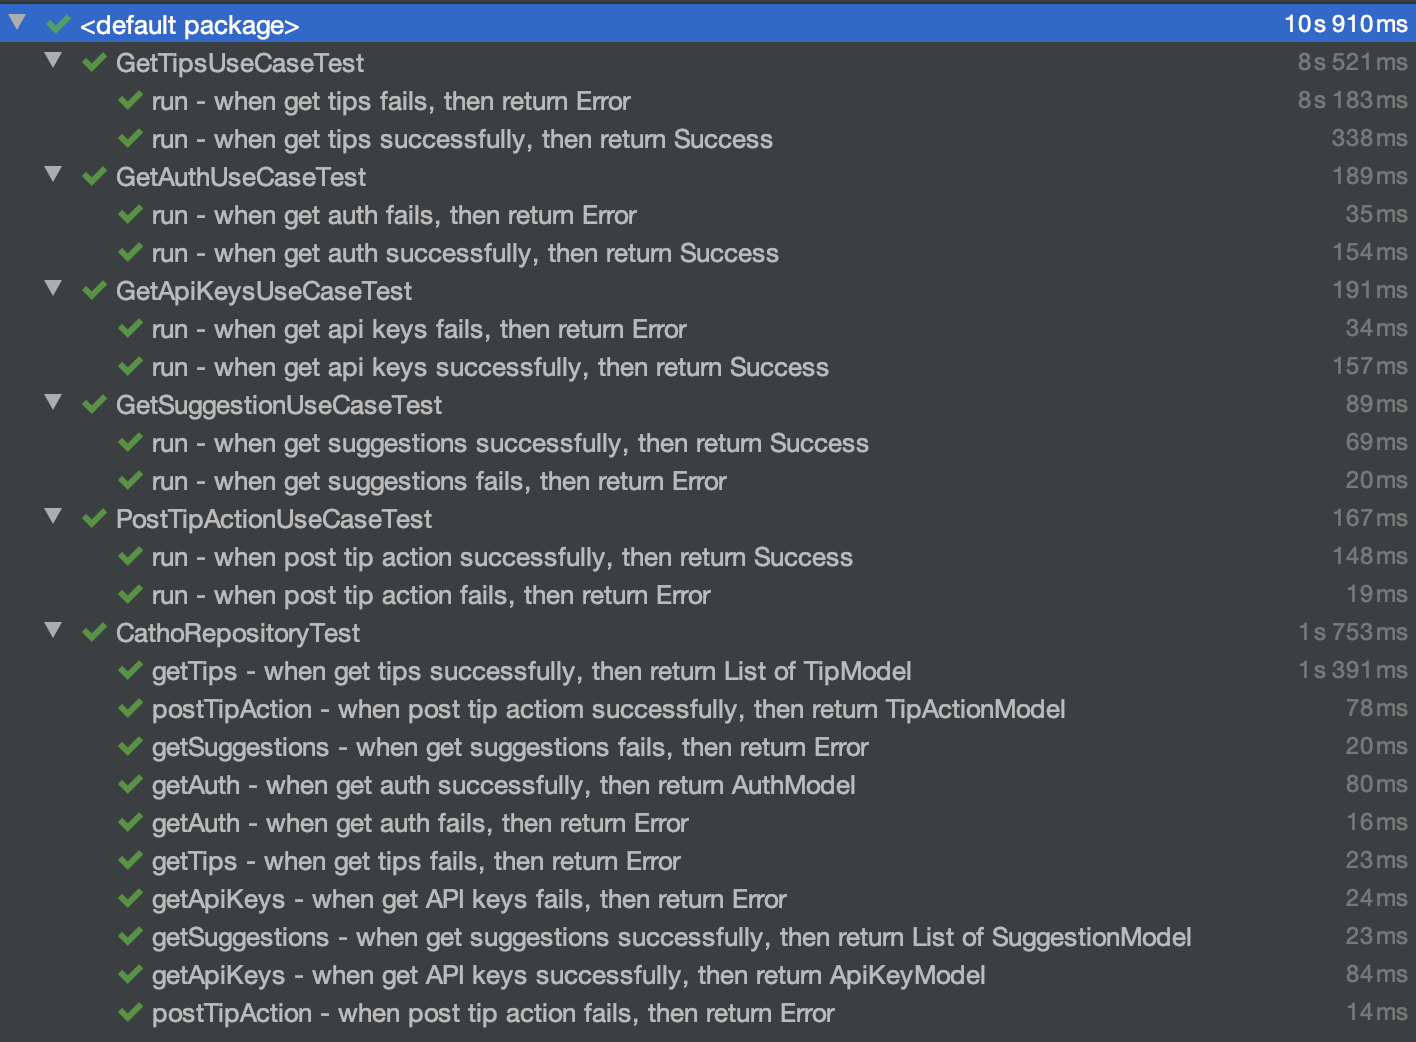 <default package> 10s 910ms
GetTipsUseCaseTest 8s 521ms
run - when get tips fails, then return Error 8s 183ms
run - when get tips successfully, then return Success 338ms
GetAuthUseCaseTest 189ms
run - when get auth fails, then return Error 35ms
run - when get auth successfully, then return Success 154ms
GetApiKeysUseCaseTest 191ms
run - when get api keys fails, then return Error 34ms
run - when get api keys successfully, then return Success 157ms
GetSuggestionUseCaseTest 89ms
run - when get suggestions successfully, then return Success 69ms
run - when get suggestions fails, then return Error 20ms
PostTipActionUseCaseTest 167ms
run - when post tip action successfully, then return Success 148ms
run - when post tip action fails, then return Error 19ms
CathoRepositoryTest 1s 753ms
getTips - when get tips successfully, then return List of TipModel 1s 391ms
postTipAction - when post tip actiom successfully, then return TipActionModel 78ms
getSuggestions - when get suggestions fails, then return Error 20ms
getAuth - when get auth successfully, then return AuthModel 80ms
getAuth - when get auth fails, then return Error 16ms
getTips - when get tips fails, then return Error 23ms
getApiKeys - when get API keys fails, then return Error 24ms
getSuggestions - when get suggestions successfully, then return List of SuggestionModel 23ms
getApiKeys - when get API keys successfully, then return ApiKeyModel 84ms
postTipAction - when post tip action fails, then return Error 14ms